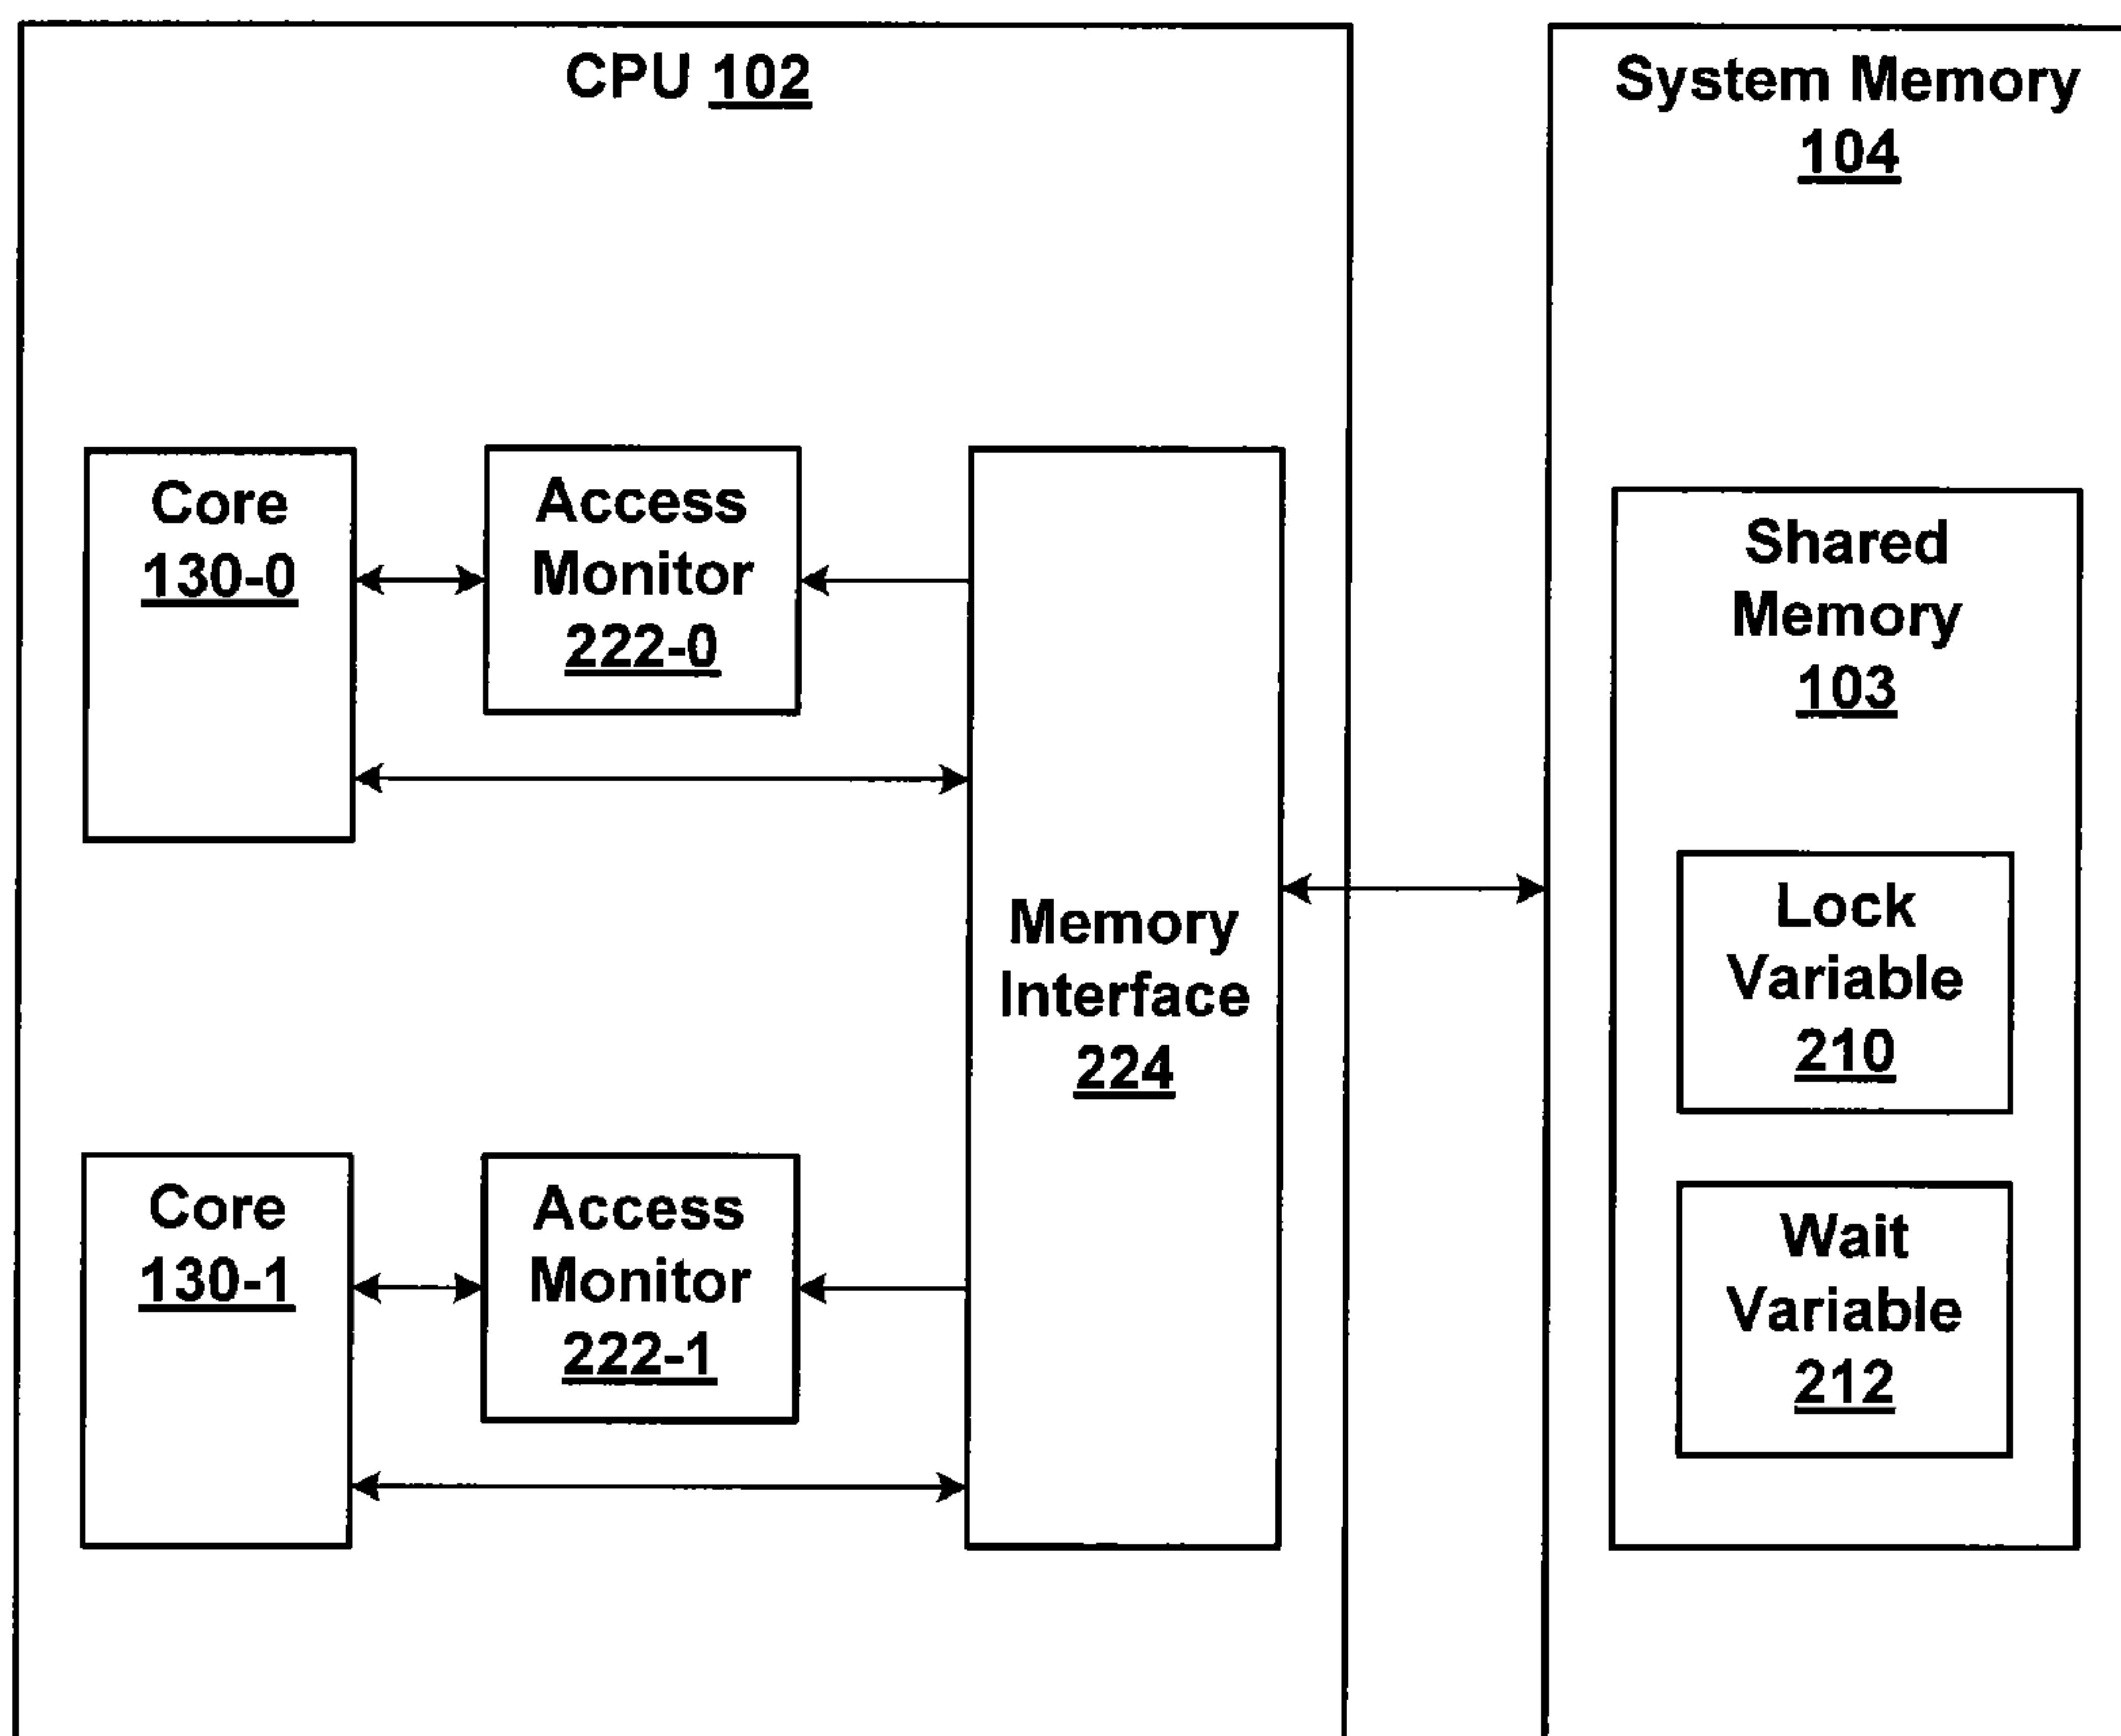 CPU 102
System Memory
104
Core
130-0
Access
Monitor
222-0
Memory
Interface
224
Core
130-1
Access
Monitor
222-1
Shared
Memory
103
Lock
Variable
210
Wait
Variable
212